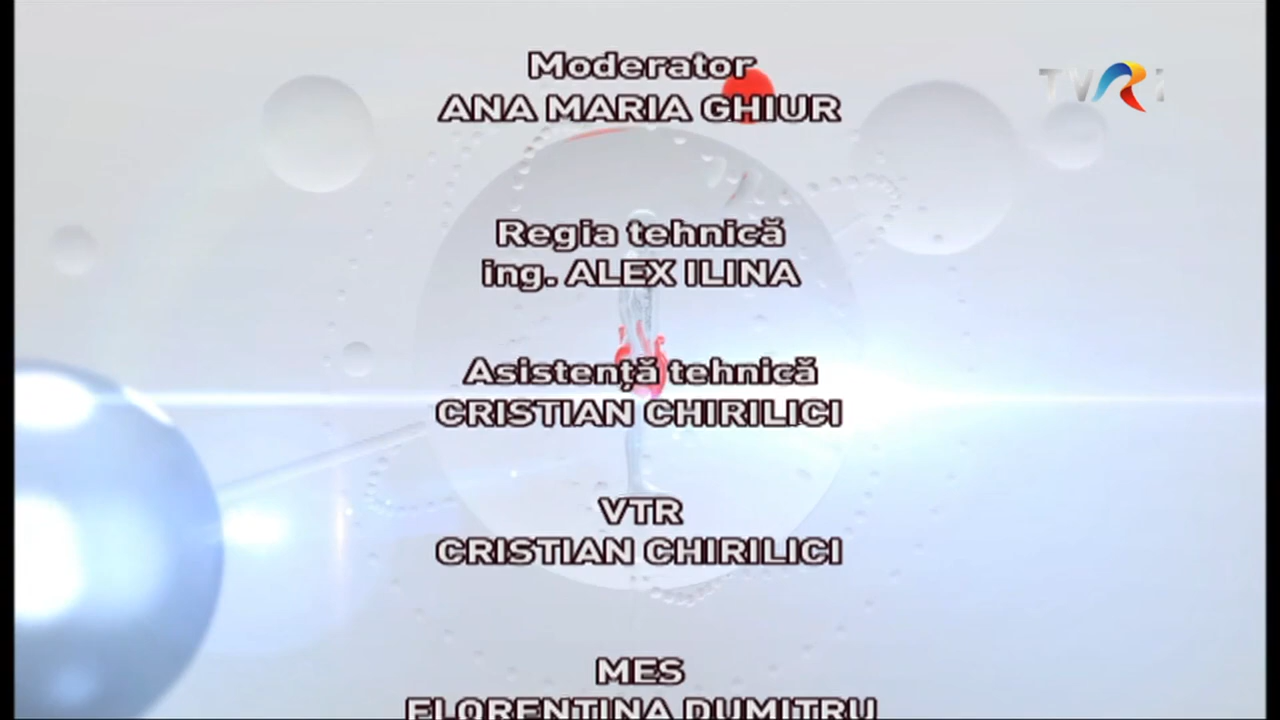 Moderator
TVR i
ANA MARIA GHIUR
Regia tehnică
ing. ALEX ILINA
Asistență tehnică
CRISTIAN CHIRILICI
VTR
CRISTIAN CHIRILICI
MES
FLORENTINA DUMITRU